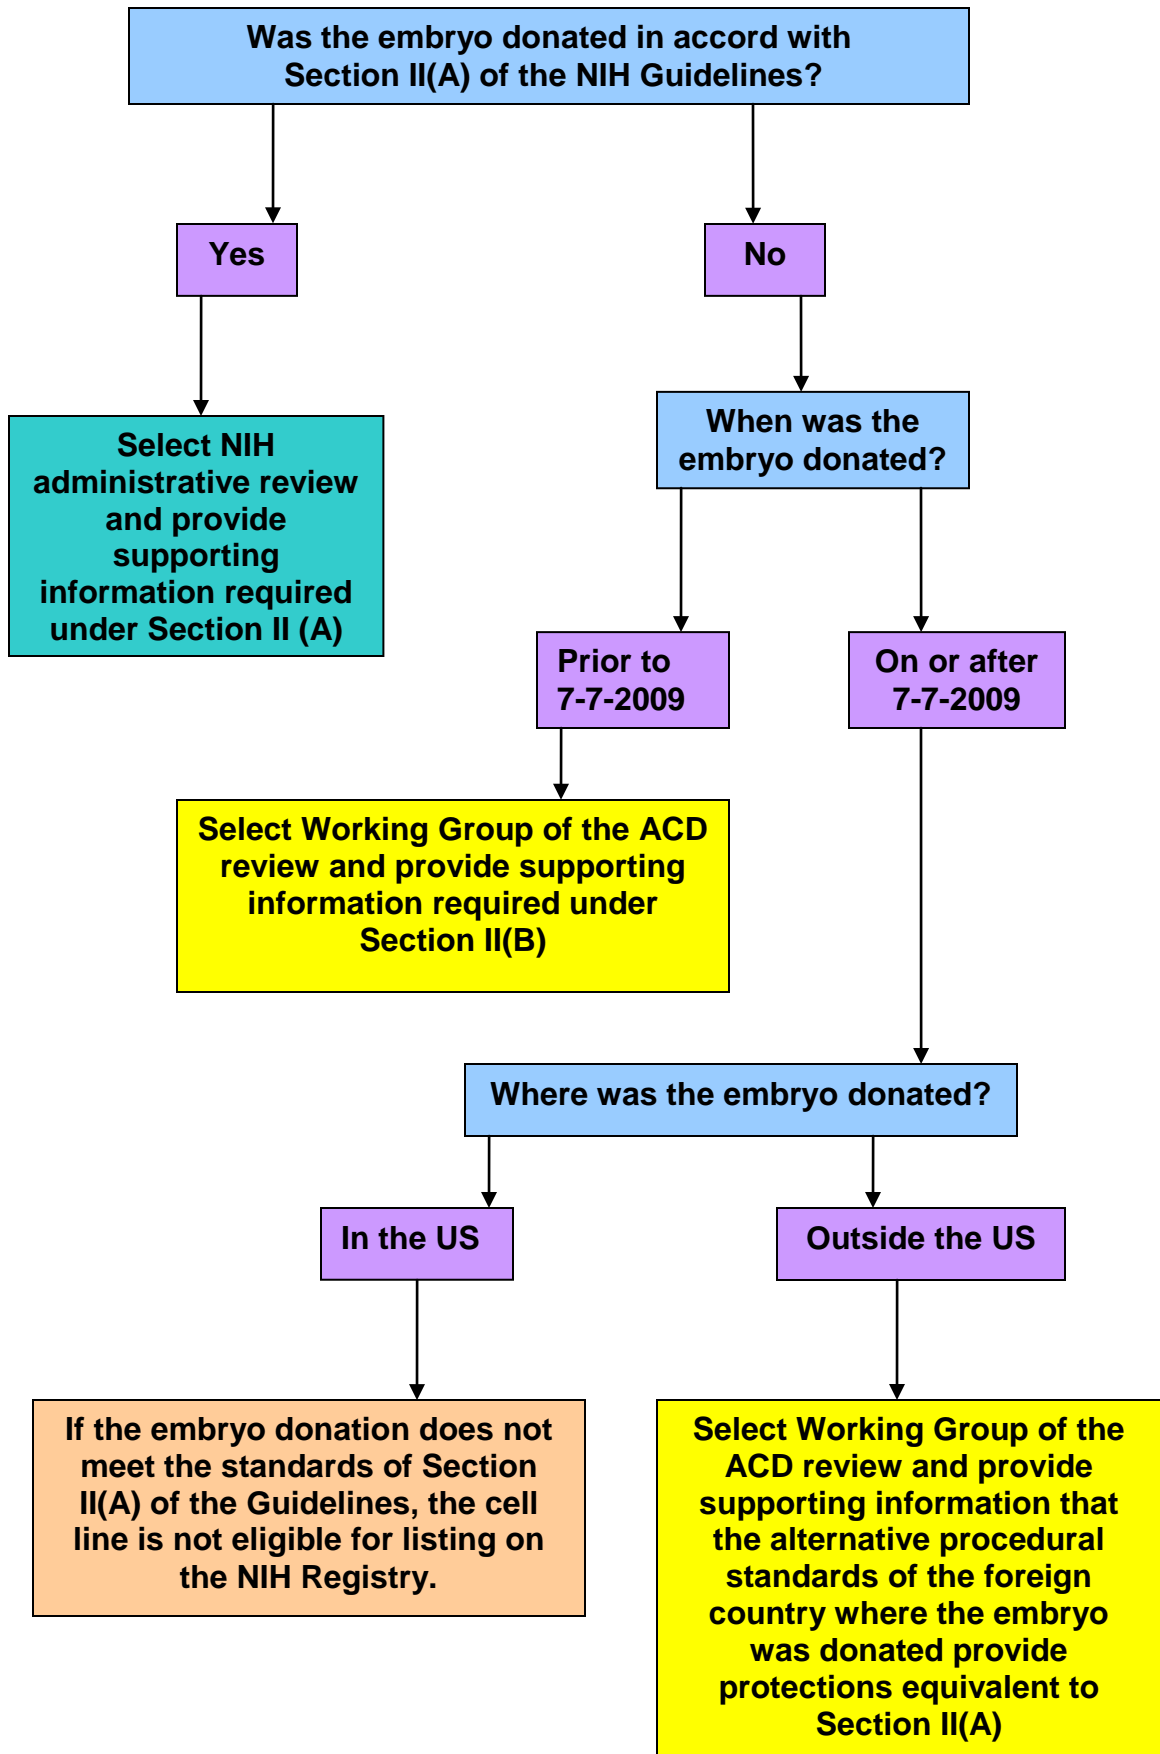 Was the embryo donated in accord with
Section II(A) of the NIH Guidelines?
Yes
No
Select NIH
administrative review
and provide
supporting
information required
under Section II (A)
When was the
embryo donated?
Prior to
7-7-2009
On or after
7-7-2009
Select Working Group of the ACD
review and provide supporting
information required under
Section II(B)
Where was the embryo donated?
In the US
Outside the US
If the embryo donation does not
meet the standards of Section
II(A) of the Guidelines, the cell
line is not eligible for listing on
the NIH Registry.
Select Working Group of the
ACD review and provide
supporting information that
the alternative procedural
standards of the foreign
country where the embryo
was donated provide
protections equivalent to
Section II(A)